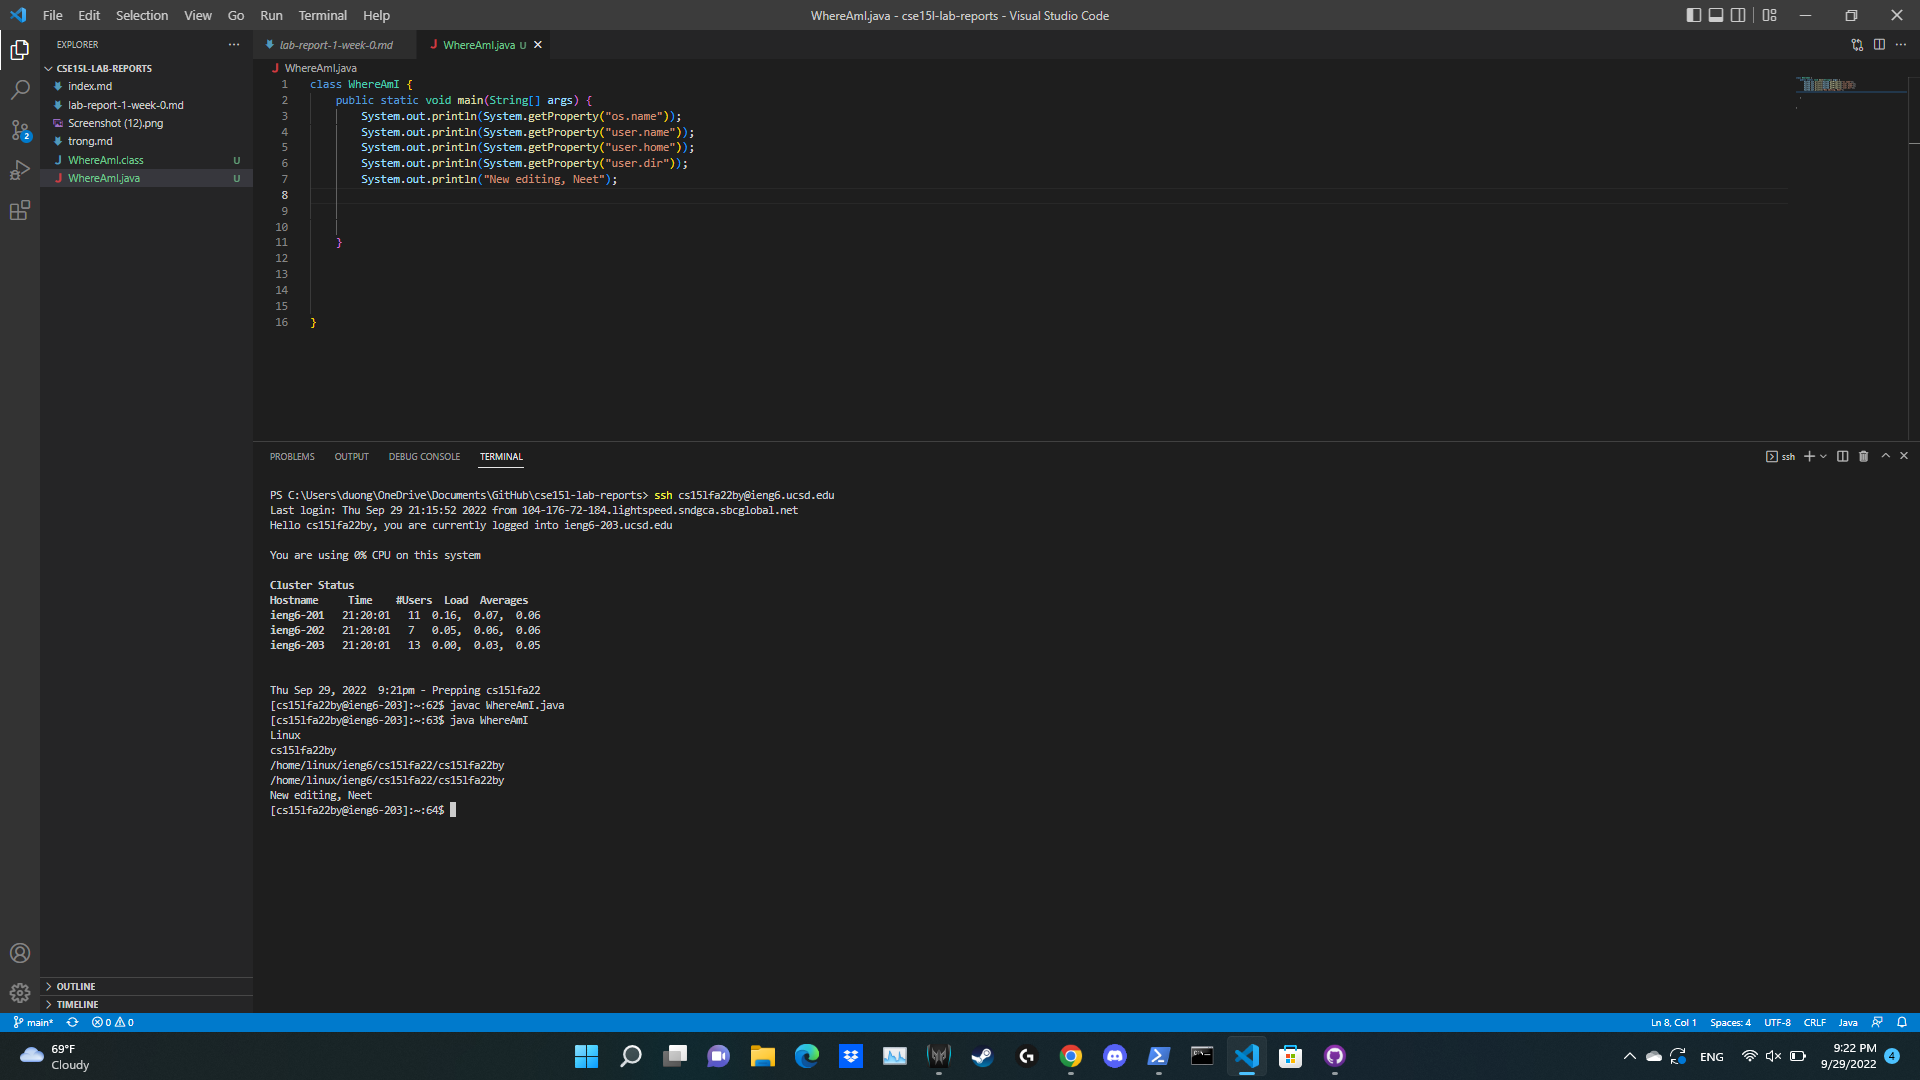 File Edit Selection View Go Run Terminal Help
WhereAmI.java - cse15l-lab-reports - Visual Studio Code
EXPLORER
CSE15L-LAB-REPORTS
index.md
lab-report-1-week-0.md
Screenshot (12).png
trong.md
WhereAmI.class U
WhereAmI.java U
2
lab-report-1-week-0.md
WhereAmI.java U
WhereAmI.java
1 class WhereAmI {
2 public static void main(String[] args) {
3 System.out.println(System.getProperty("os.name"));
4 System.out.println(System.getProperty("user.name"));
5 System.out.println(System.getProperty("user.home"));
6 System.out.println(System.getProperty("user.dir"));
7 System.out.println("New editing, Neet");
8
9
10
11 }
12
13
14
15
16 }
PROBLEMS OUTPUT DEBUG CONSOLE TERMINAL
ssh
PS C:\Users\duong\OneDrive\Documents\GitHub\cse15l-lab-reports> ssh cs15lfa22by@ieng6.ucsd.edu
Last login: Thu Sep 29 21:15:52 2022 from 104-176-72-184.lightspeed.sndgca.sbcglobal.net
Hello cs15lfa22by, you are currently logged into ieng6-203.ucsd.edu
You are using 0% CPU on this system
Cluster Status
Hostname Time #Users Load Averages
ieng6-201 21:20:01 11 0.16, 0.07, 0.06
ieng6-202 21:20:01 7 0.05, 0.06, 0.06
ieng6-203 21:20:01 13 0.00, 0.03, 0.05
Thu Sep 29, 2022 9:21pm - Prepping cs15lfa22
[cs15lfa22by@ieng6-203]:~:62$ javac WhereAmI.java
[cs15lfa22by@ieng6-203]:~:63$ java WhereAmI
Linux
cs15lfa22by
/home/linux/ieng6/cs15lfa22/cs15lfa22by
/home/linux/ieng6/cs15lfa22/cs15lfa22by
New editing, Neet
[cs15lfa22by@ieng6-203]:~:64$
OUTLINE
TIMELINE
main* 0 0
Ln 8, Col 1 Spaces: 4 UTF-8 CRLF Java
69°F
Cloudy
ENG
9:22 PM
9/29/2022
4